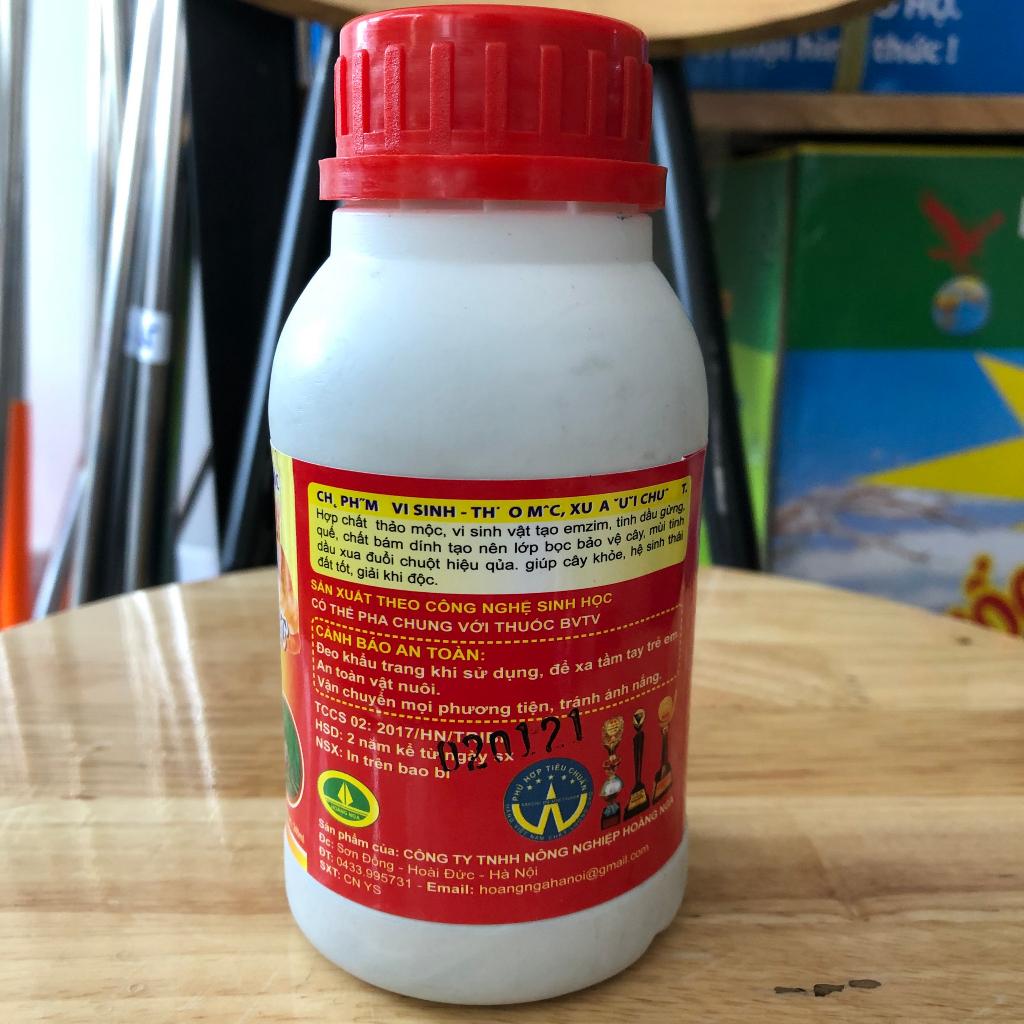 thức !
CH¸ PH˝M VI SINH - TH¶O MˆC, XU A ˝U˝I CHU˝T.
Hợp chất thảo mộc, vi sinh vật tạo emzim, tinh dầu gừng,
quế, chất bám dính tạo nên lớp bọc bảo vệ cây, mùi tinh
dầu xua đuổi chuột hiệu qủa. giúp cây khỏe, hệ sinh thái
đất tốt, giải khi độc.
SẢN XUẤT THEO CÔNG NGHỆ SINH HỌC
CÓ THỂ PHA CHUNG VỚI THUỐC BVTV
CẢNH BÁO AN TOÀN:
Đeo khẩu trang khi sử dụng, để xa tầm tay trẻ em
An toàn vật nuôi.
Vận chuyển mọi phương tiện, tránh ánh nắng.
TCCS 02: 2017/HN/
HSD: 2 năm kể từ ngày sx
NSX: In trên bao bì
020121
HOÀNG NGA
PHÙ HỢP TIÊU CHUẨN
Sản phẩm của: CÔNG TY TNHH NÔNG NGHIỆP HOÀNG NGA
Đc: Sơn Đồng - Hoài Đức - Hà Nội
ĐT: 0433.995731 - Email: hoangngahanoi@gmail.com
SXT: CN YS